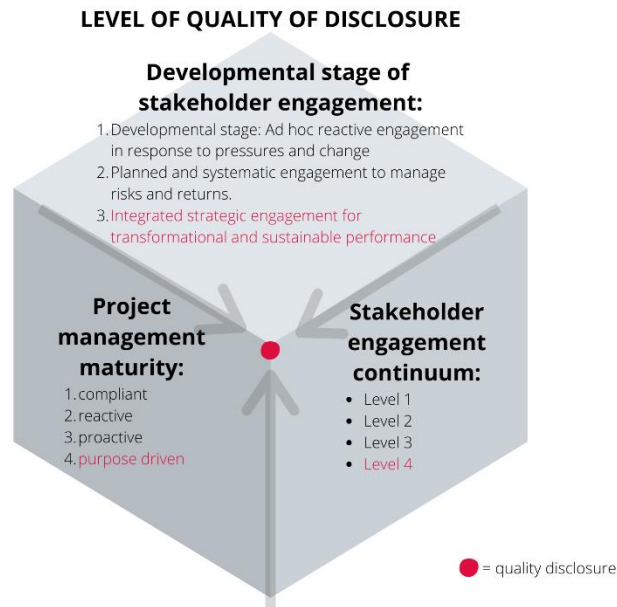 LEVEL OF QUALITY OF DISCLOSURE
Developmental stage of
stakeholder engagement:
1. Developmental stage: Ad hoc reactive engagement
in response to pressures and change
2. Planned and systematic engagement to manage
risks and returns.
3. Integrated strategic engagement for
transformational and sustainable performance
Project
management
maturity:
1. compliant
2. reactive
3. proactive
4. purpose driven
Stakeholder
engagement
continuum:
• Level 1
• Level 2
• Level 3
• Level 4
= quality disclosure